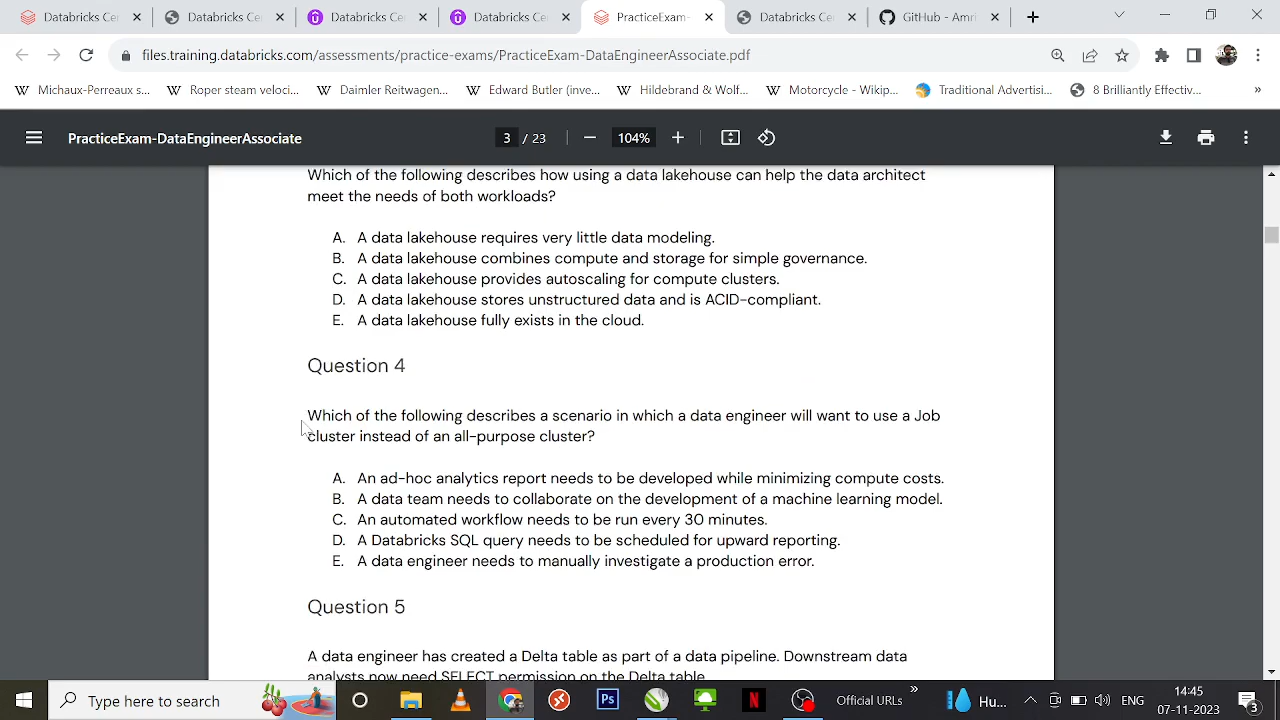 Databricks Ce
Databricks Ce
Databricks Ce
Databricks Ce
PracticeExam-
Databricks Ce
GitHub - Amri
files.training.databricks.com/assessments/practice-exams/PracticeExam-DataEngineerAssociate.pdf
Michaux-Perreaux s...
Roper steam veloci...
Daimler Reitwagen...
Edward Butler (inve...
Hildebrand & Wolf...
Motorcycle - Wikip...
Traditional Advertisi...
8 Brilliantly Effectiv...
»
PracticeExam-DataEngineerAssociate
3 / 23
104%
Which of the following describes how using a data lakehouse can help the data architect
meet the needs of both workloads?
A. A data lakehouse requires very little data modeling.
B. A data lakehouse combines compute and storage for simple governance.
C. A data lakehouse provides autoscaling for compute clusters.
D. A data lakehouse stores unstructured data and is ACID-compliant.
E. A data lakehouse fully exists in the cloud.
Question 4
Which of the following describes a scenario in which a data engineer will want to use a Job
cluster instead of an all-purpose cluster?
A. An ad-hoc analytics report needs to be developed while minimizing compute costs.
B. A data team needs to collaborate on the development of a machine learning model.
C. An automated workflow needs to be run every 30 minutes.
D. A Databricks SQL query needs to be scheduled for upward reporting.
E. A data engineer needs to manually investigate a production error.
Question 5
A data engineer has created a Delta table as part of a data pipeline. Downstream data
analysts now need SELECT permission on the Delta table.
Type here to search
Ps
N
Official URLs
»
Hu...
ENG
14:45
07-11-2023
3